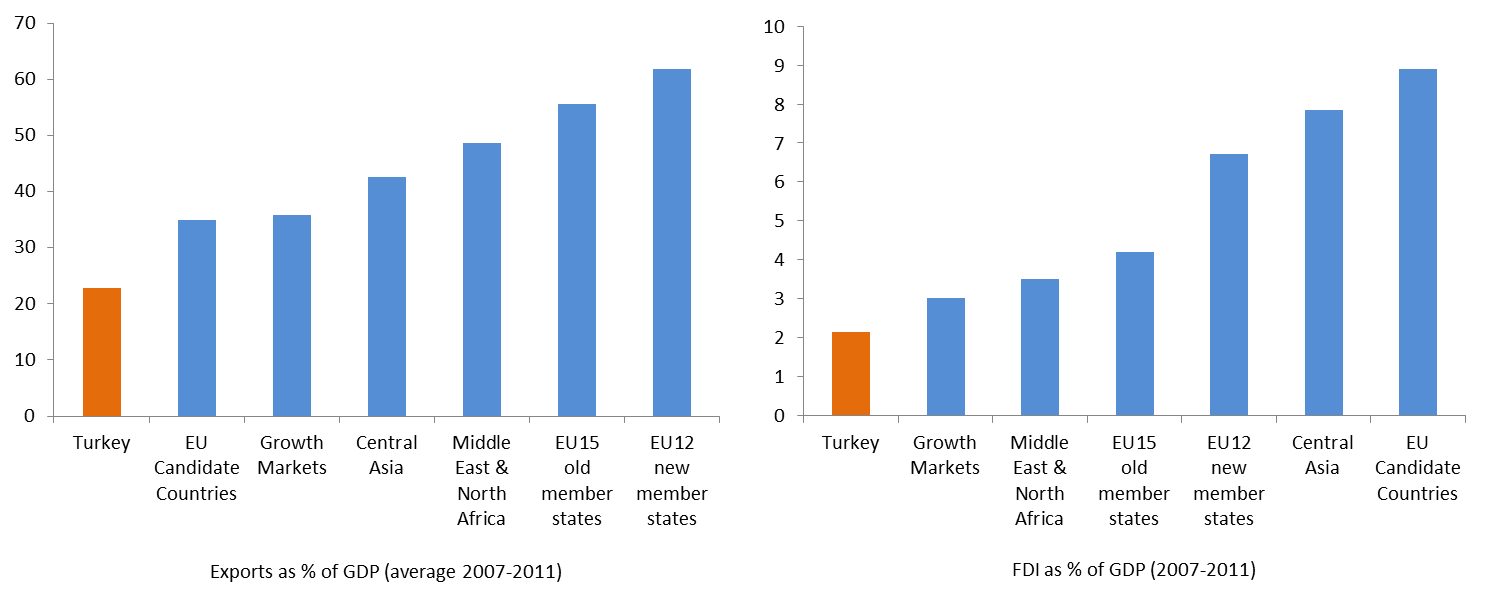 70
60
50
40
30
20
10
0
Turkey
EU
Candidate
Countries
Growth
Markets
Central
Asia
Middle
East &
North
Africa
EU15
old
member
states
EU12
new
member
states
Exports as % of GDP (average 2007-2011)
10
9
8
7
6
5
4
3
2
1
0
Turkey
Growth
Markets
Middle
East &
North
Africa
EU15
old
member
states
EU12
new
member
states
Central
Asia
EU
Candidate
Countries
FDI as % of GDP (2007-2011)